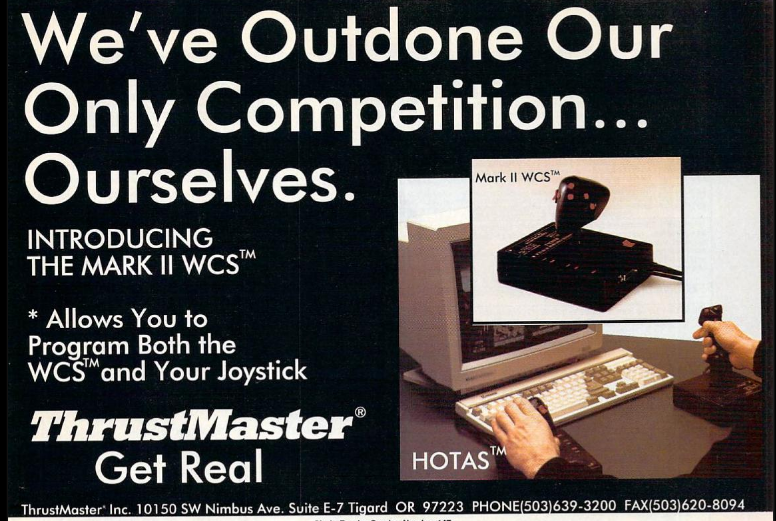 We've Outdone Our
Only Competition...
Ourselves.
INTRODUCING
THE MARK II WCS™
* Allows You to
Program Both the
WCS™ and Your Joystick
ThrustMaster®
Get Real
Mark II WCS™
HOTAS™
ThrustMaster® Inc. 10150 SW Nimbus Ave. Suite E-7 Tigard OR 97223 PHONE(503)639-3200 FAX(503)620-8094